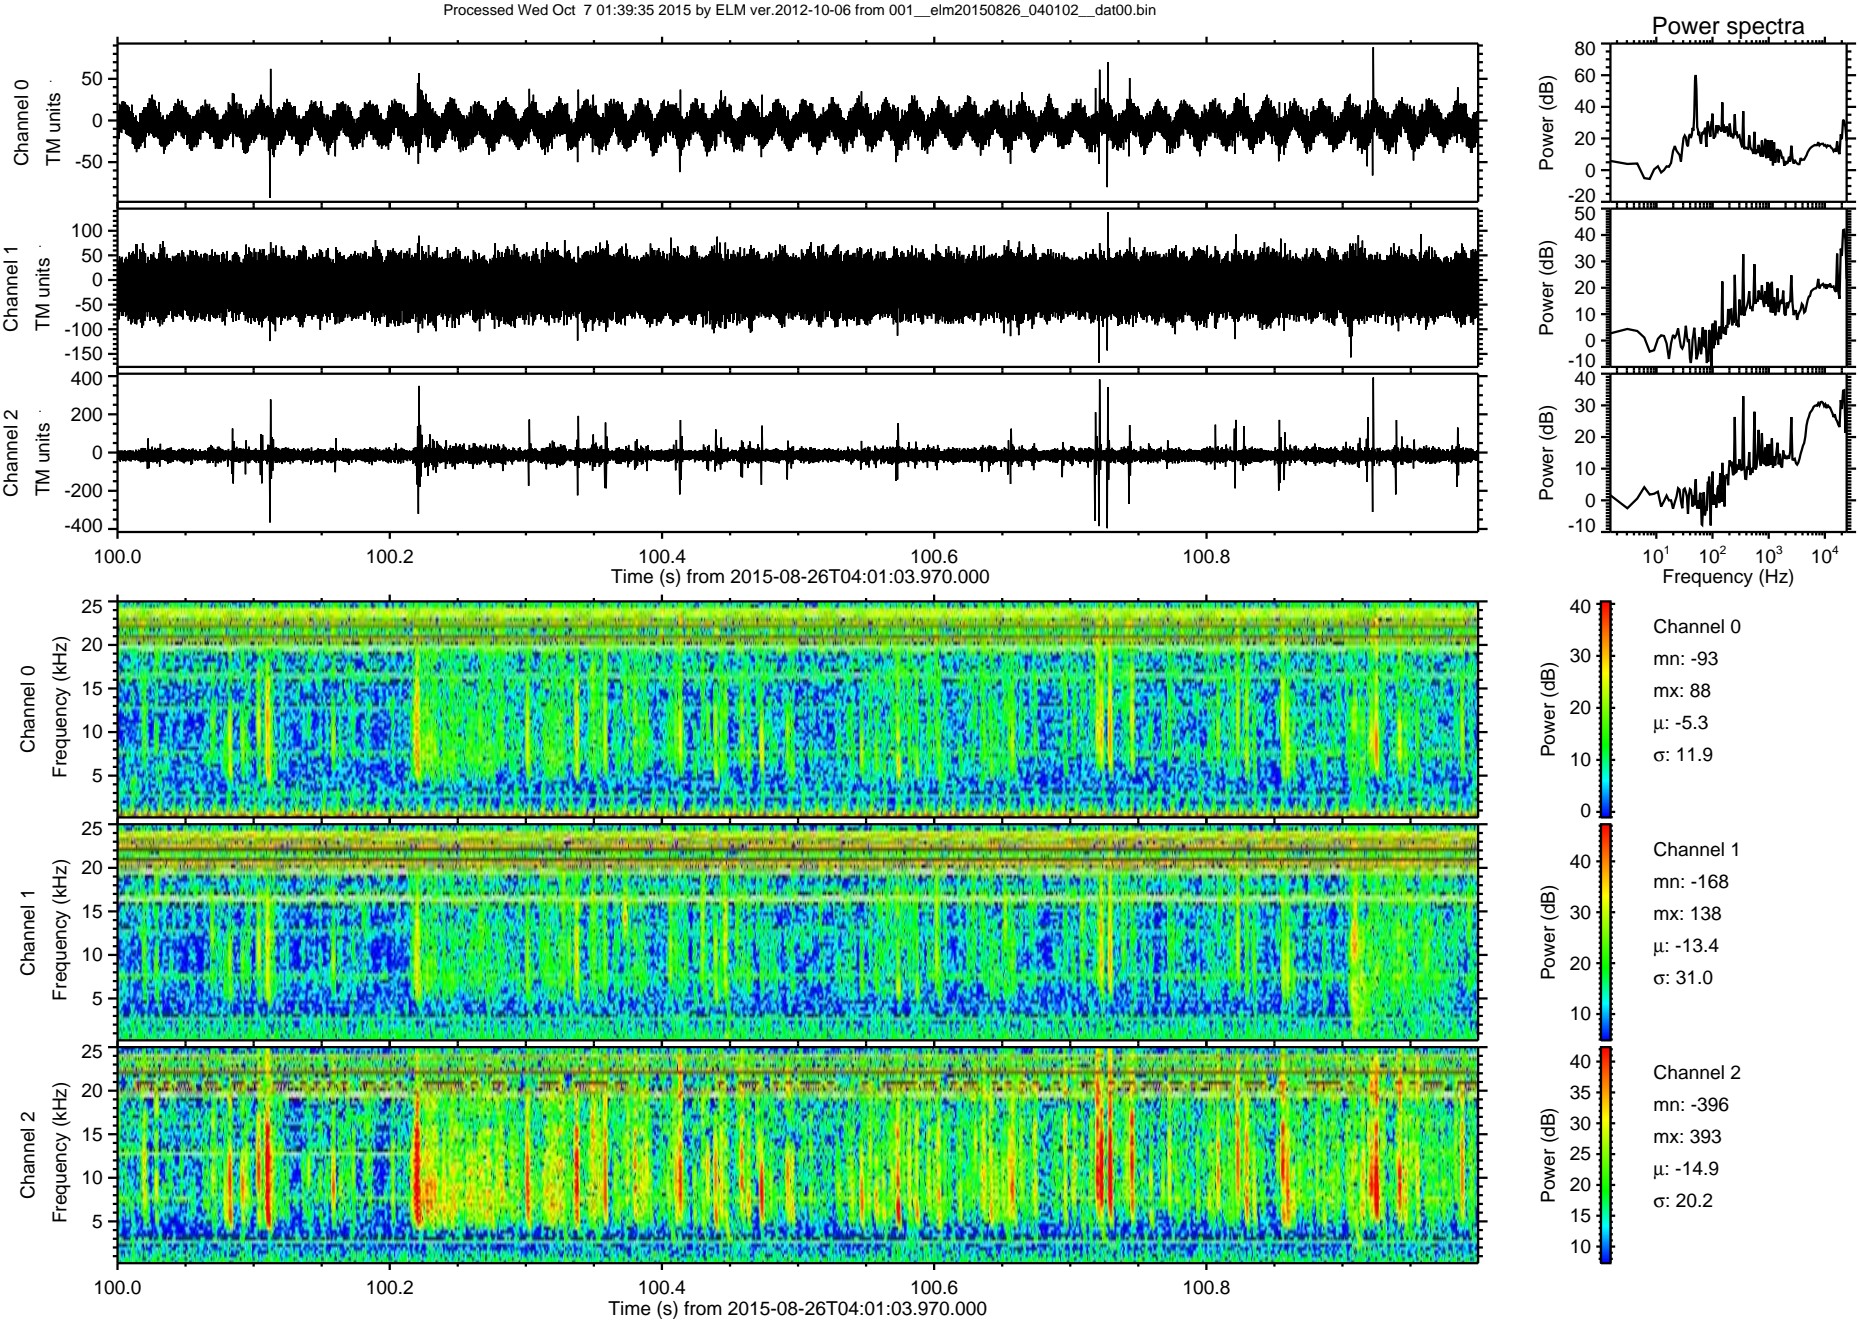 Processed Wed Oct  7 01:39:35 2015 by ELM ver.2012-10-06 from 001__elm20150826_040102__dat00.bin
Power spectra
Channel 0
TM units
50
0
-50
Power (dB)
80
60
40
20
0
-20
Channel 1
TM units
100
50
0
-50
-100
-150
Power (dB)
50
40
30
20
10
0
-10
Channel 2
TM units
400
200
0
-200
-400
Power (dB)
40
30
20
10
0
-10
100.0 100.2 100.4 100.6 100.8
Time (s) from 2015-08-26T04:01:03.970.000
10^1 10^2 10^3 10^4
Frequency (Hz)
Channel 0
Frequency (kHz)
25
20
15
10
5
Power (dB)
40
30
20
10
0
Channel 0
mn: -93
mx: 88
μ: -5.3
σ: 11.9
Channel 1
Frequency (kHz)
25
20
15
10
5
Power (dB)
40
30
20
10
Channel 1
mn: -168
mx: 138
μ: -13.4
σ: 31.0
Channel 2
Frequency (kHz)
25
20
15
10
5
Power (dB)
40
35
30
25
20
15
10
Channel 2
mn: -396
mx: 393
μ: -14.9
σ: 20.2
100.0 100.2 100.4 100.6 100.8
Time (s) from 2015-08-26T04:01:03.970.000